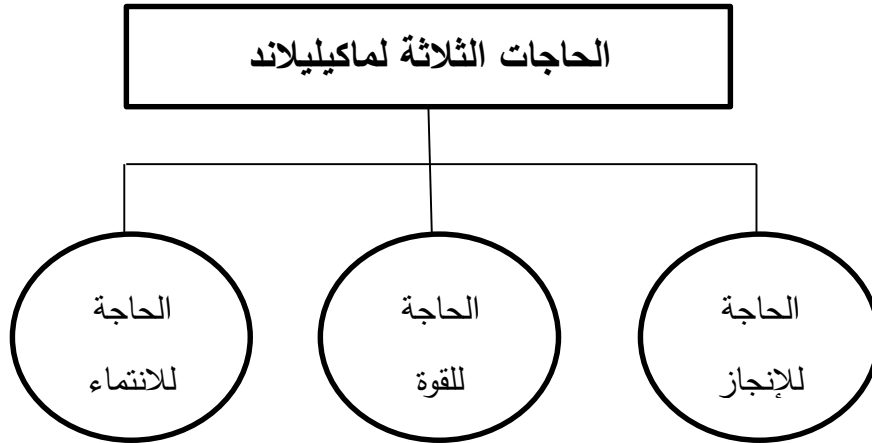 الحاجات الثلاثة لماكيليلاند
الحاجة
للإنجاز
الحاجة
للقوة
الحاجة
للانتماء